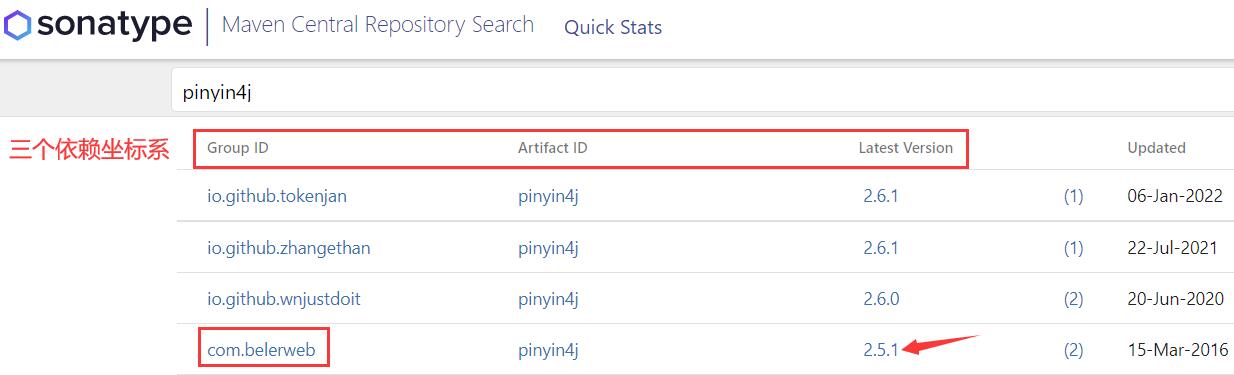 sonatype Maven Central Repository Search Quick Stats
pinyin4j
三个依赖坐标系 Group ID Artifact ID Latest Version Updated
io.github.tokenjan pinyin4j 2.6.1 (1) 06-Jan-2022
io.github.zhangethan pinyin4j 2.6.1 (1) 22-Jul-2021
io.github.wnjustdoit pinyin4j 2.6.0 (2) 20-Jun-2020
com.belerweb pinyin4j 2.5.1 (2) 15-Mar-2016